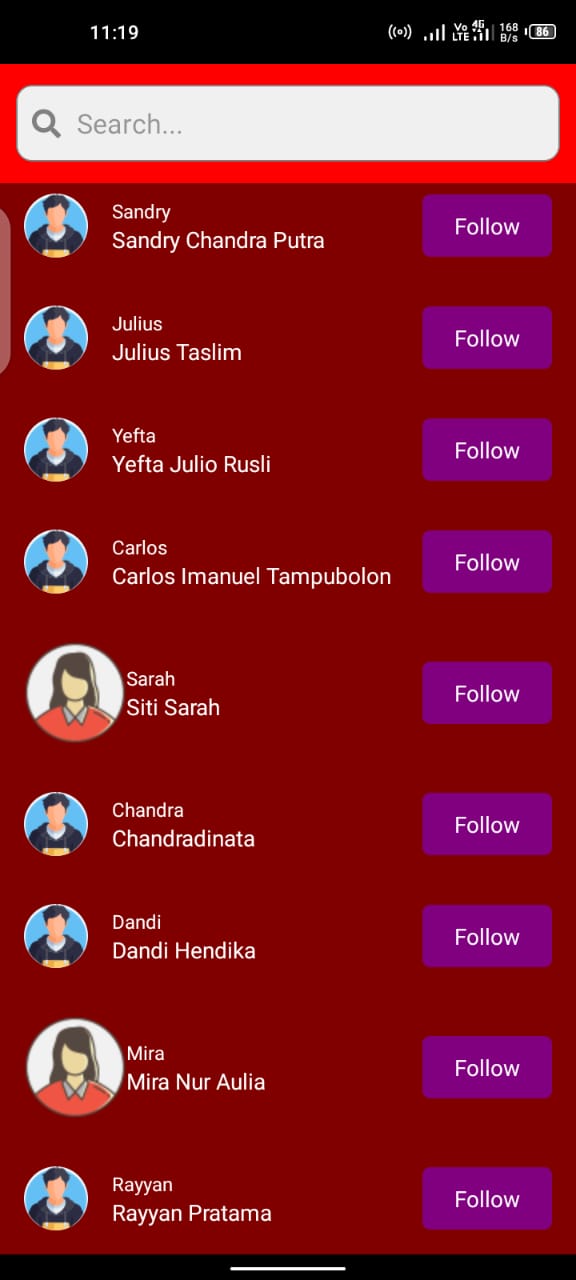 11:19
Vo LTE 4G 168 B/s 86
Search...
Sandry
Sandry Chandra Putra
Follow
Julius
Julius Taslim
Follow
Yefta
Yefta Julio Rusli
Follow
Carlos
Carlos Imanuel Tampubolon
Follow
Sarah
Siti Sarah
Follow
Chandra
Chandradinata
Follow
Dandi
Dandi Hendika
Follow
Mira
Mira Nur Aulia
Follow
Rayyan
Rayyan Pratama
Follow